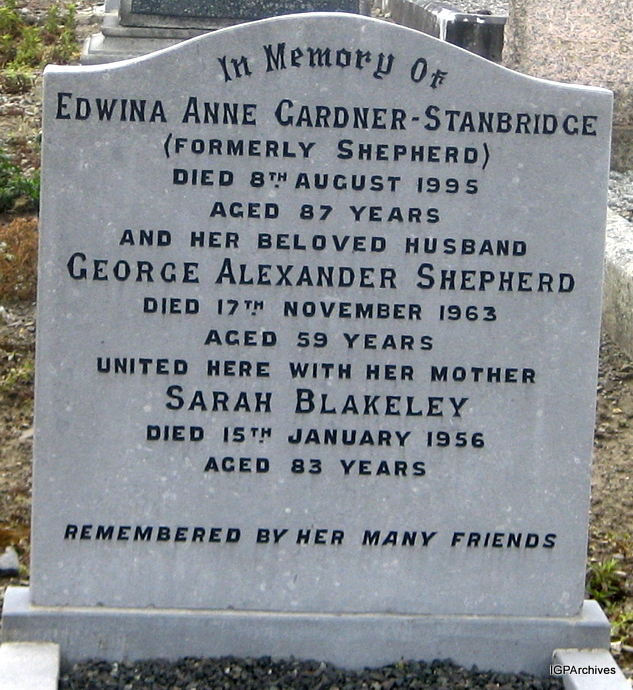 In Memory Of
EDWINA ANNE GARDNER-STANBRIDGE
(FORMERLY SHEPHERD)
DIED 8TH AUGUST 1995
AGED 87 YEARS
AND HER BELOVED HUSBAND
GEORGE ALEXANDER SHEPHERD
DIED 17TH NOVEMBER 1963
AGED 59 YEARS
UNITED HERE WITH HER MOTHER
SARAH BLAKELEY
DIED 15TH JANUARY 1956
AGED 83 YEARS
REMEMBERED BY HER MANY FRIENDS
IGPArchives